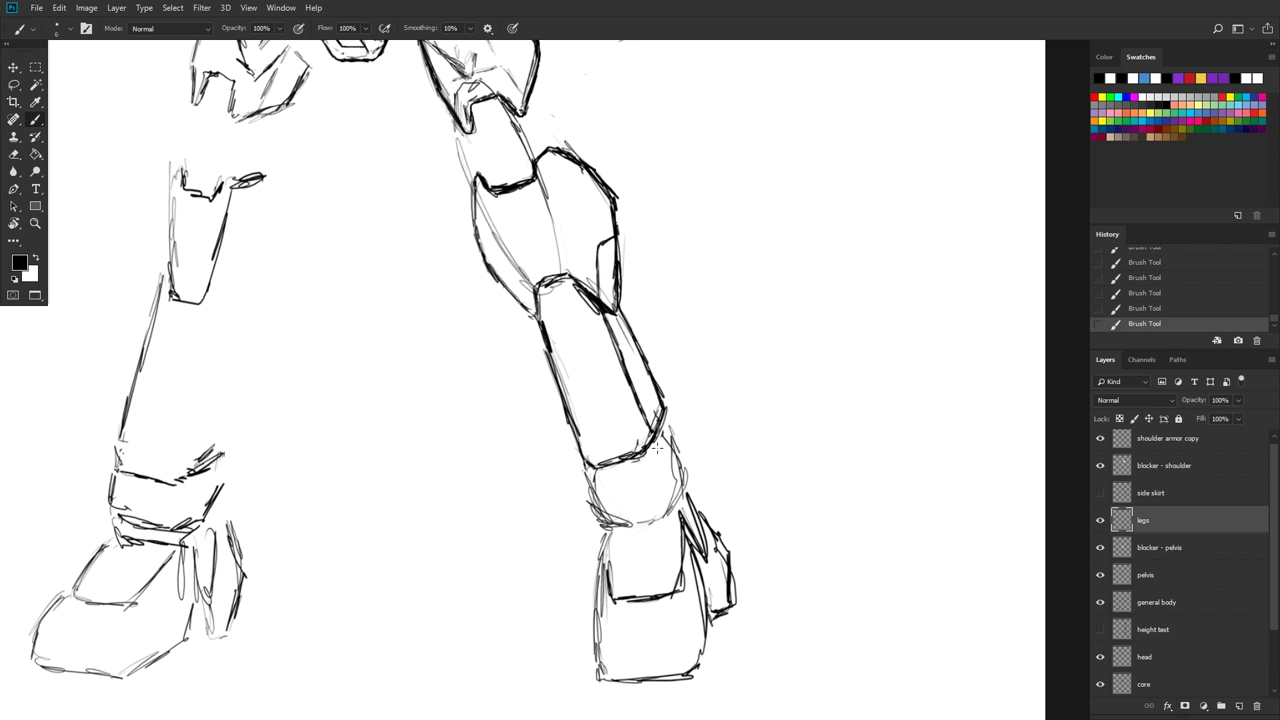 Ps File Edit Image Layer Type Select Filter 3D View Window Help
6 Mode: Normal Opacity: 100% Flow: 100% Smoothing: 10%
Color Swatches
History
Brush Tool
Brush Tool
Brush Tool
Brush Tool
Brush Tool
Layers Channels Paths
Kind
Normal Opacity: 100%
Lock: Fill: 100%
shoulder armor copy
blocker - shoulder
side skirt
legs
blocker - pelvis
pelvis
general body
height test
head
core